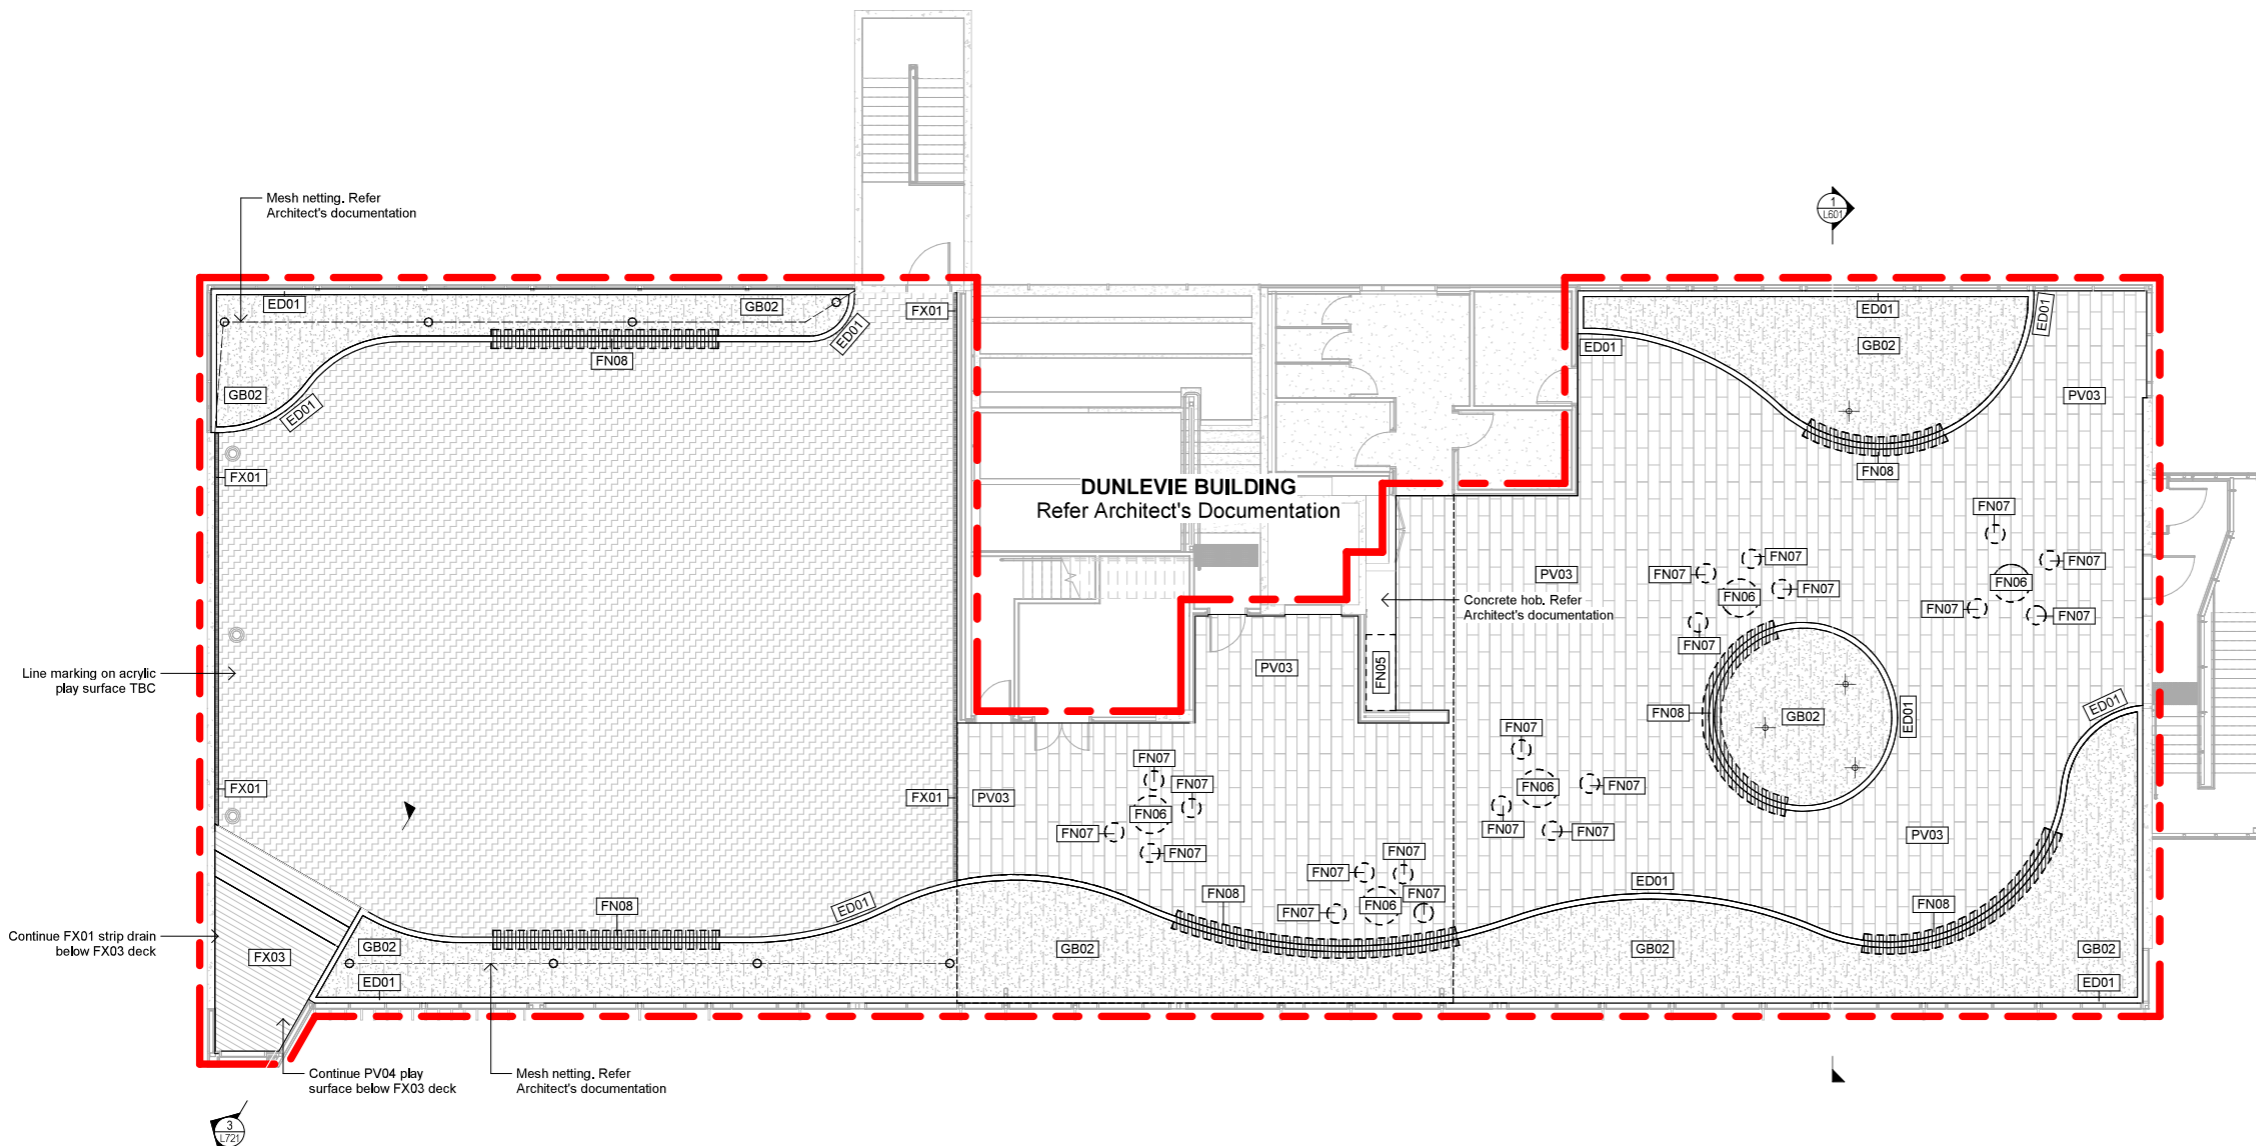 1
L601
Mesh netting. Refer
Architect's documentation
ED01
GB02
FX01
ED01
ED01
ED01
ED01
GB02
FN08
GB02
ED01
PV03
FN08
FX01
DUNLEVIE BUILDING
Refer Architect's Documentation
FN07
FN07
FN07
FN07
PV03
FN06
FN07
FN06
FN07
Concrete hob. Refer
Architect's documentation
FN07
FN07
FN07
Line marking on acrylic
play surface TBC
PV03
FN05
FN08
GB02
ED01
ED01
FN07
FN07
FN07
FX01
FX01
PV03
FN06
FN07
FN06
FN07
FN07
FN07
PV03
FN07
FN07
FN07
FN07
ED01
FN08
FN08
ED01
FN07
FN06
FN07
FN08
Continue FX01 strip drain
below FX03 deck
FX03
GB02
GB02
GB02
GB02
ED01
ED01
Continue PV04 play
surface below FX03 deck
Mesh netting. Refer
Architect's documentation
3
L721